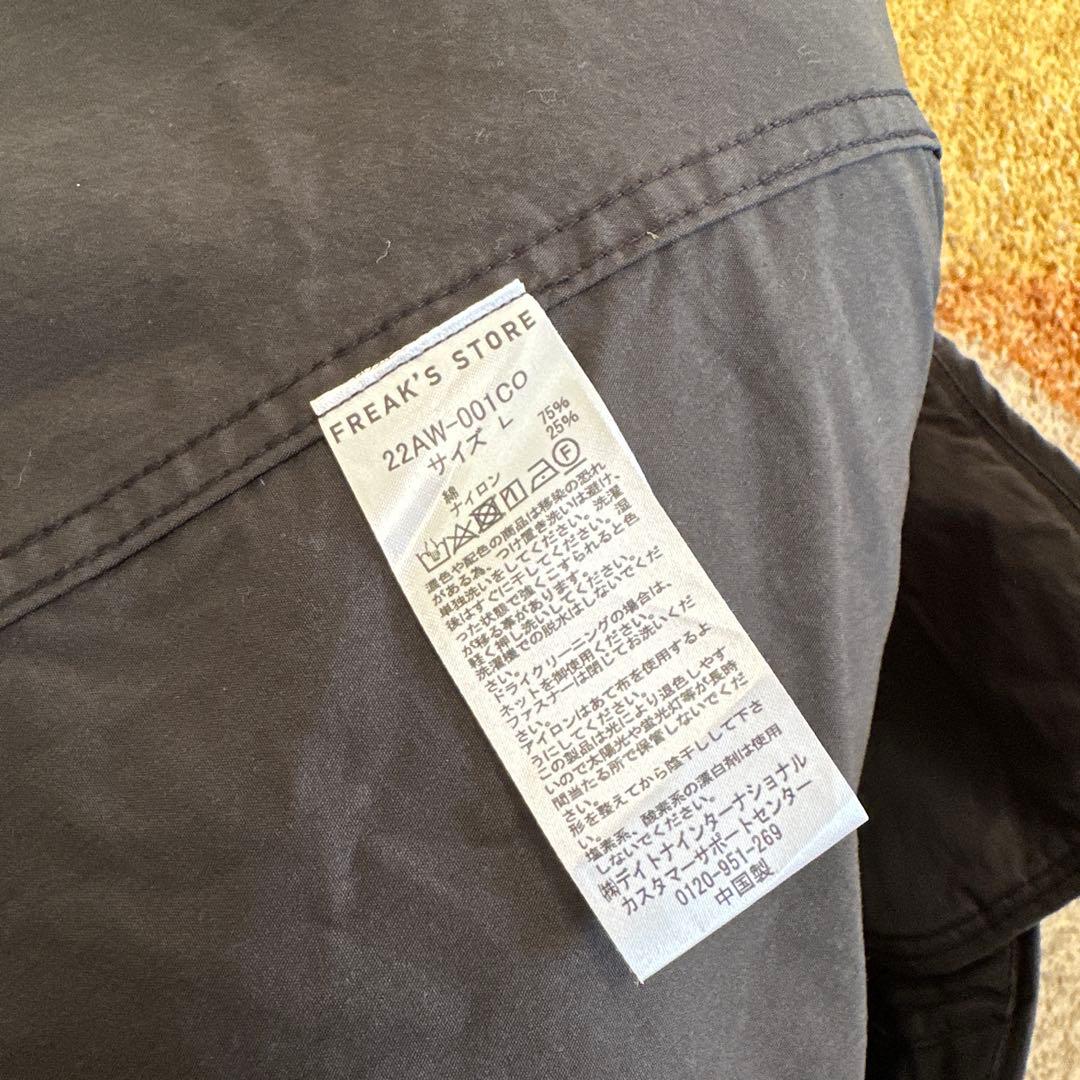 FREAK'S STORE
22AW-001CO
サイズ L
綿 75%
ナイロン 25%
F
濃色や配色の商品は移染の恐れ
がある為、つけ置き洗いは避け、
単独洗いをしてください。洗濯
後はすぐに干してください。湿
った状態で強くこすられると色
が移る事があります。
軽く押し洗いしてください。
洗濯機での脱水はしないでくだ
さい。
ドライクリーニングの場合は、
ネットを御使用ください。
ファスナーは閉じてお洗いくだ
さい。
アイロンはあて布を使用するよ
うにしてください。
この製品は光により退色しやす
いので太陽光や蛍光灯等が長時
間当たる所で保管しないでくだ
さい。
形を整えてから陰干しして下さ
い。
塩素系、酸素系の漂白剤は使用
しないでください。
㈱デイトナインターナショナル
カスタマーサポートセンター
0120-951-269
中国製